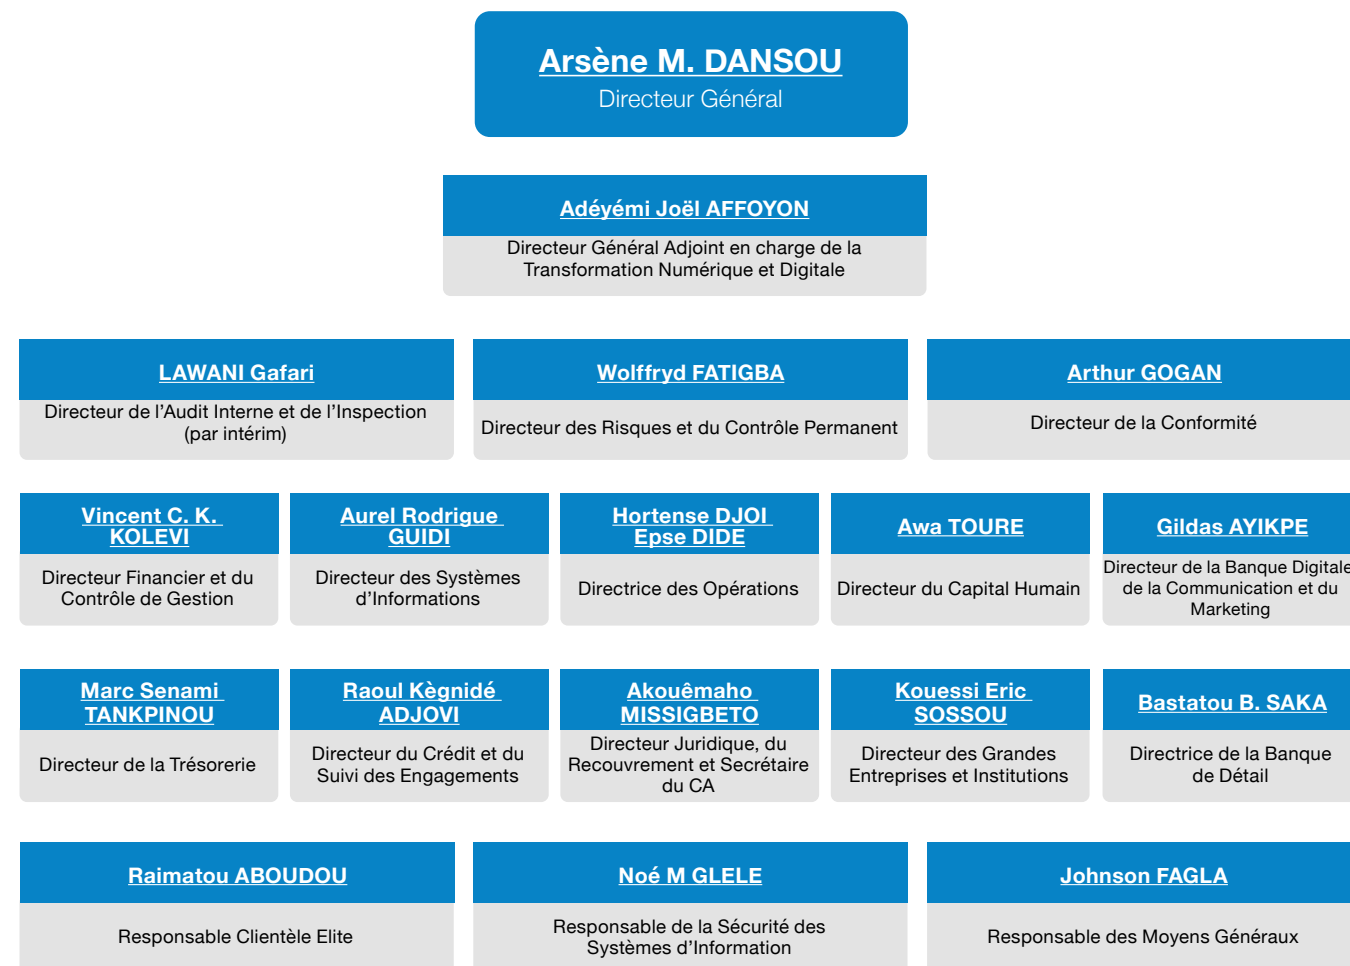 Arsène M. DANSOU
Directeur Général
Adéyémi Joël AFFOYON
Directeur Général Adjoint en charge de la
Transformation Numérique et Digitale
LAWANI Gafari
Directeur de l’Audit Interne et de l’Inspection
(par intérim)
Wolffryd FATIGBA
Directeur des Risques et du Contrôle Permanent
Arthur GOGAN
Directeur de la Conformité
Vincent C. K.
KOLEVI
Directeur Financier et du
Contrôle de Gestion
Aurel Rodrigue
GUIDI
Directeur des Systèmes
d’Informations
Hortense DJOI
Epse DIDE
Directrice des Opérations
Awa TOURE
Directeur du Capital Humain
Gildas AYIKPE
Directeur de la Banque Digitale
de la Communication et du
Marketing
Marc Senami
TANKPINOU
Directeur de la Trésorerie
Raoul Kègnidé
ADJOVI
Directeur du Crédit et du
Suivi des Engagements
Akouêmaho
MISSIGBETO
Directeur Juridique, du
Recouvrement et Secrétaire
du CA
Kouessi Eric
SOSSOU
Directeur des Grandes
Entreprises et Institutions
Bastatou B. SAKA
Directrice de la Banque
de Détail
Raimatou ABOUDOU
Responsable Clientèle Elite
Noé M GLELE
Responsable de la Sécurité des
Systèmes d’Information
Johnson FAGLA
Responsable des Moyens Généraux